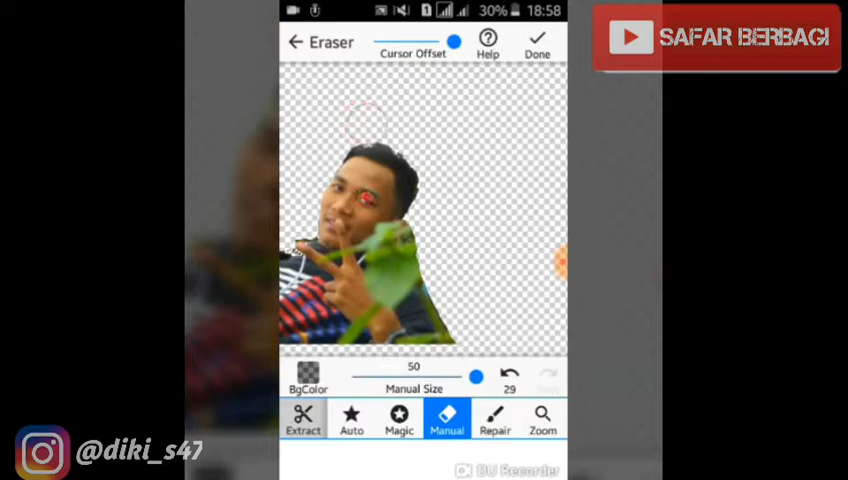 1 30% 18:58
SAFAR BERBAGI
Eraser
Cursor Offset
Help
Done
50
BgColor
Manual Size
29
Extract
Auto
Magic
Manual
Repair
Zoom
@diki_s47
DU Recorder